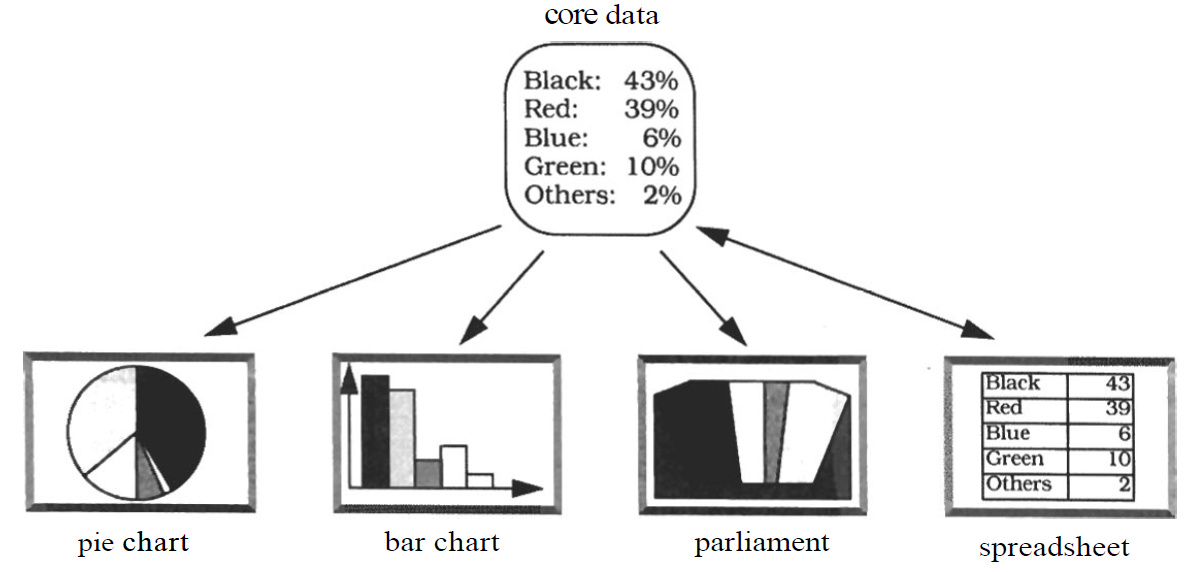 core data
Black: 43%
Red: 39%
Blue: 6%
Green: 10%
Others: 2%
Black 43
Red 39
Blue 6
Green 10
Others 2
pie chart
bar chart
parliament
spreadsheet